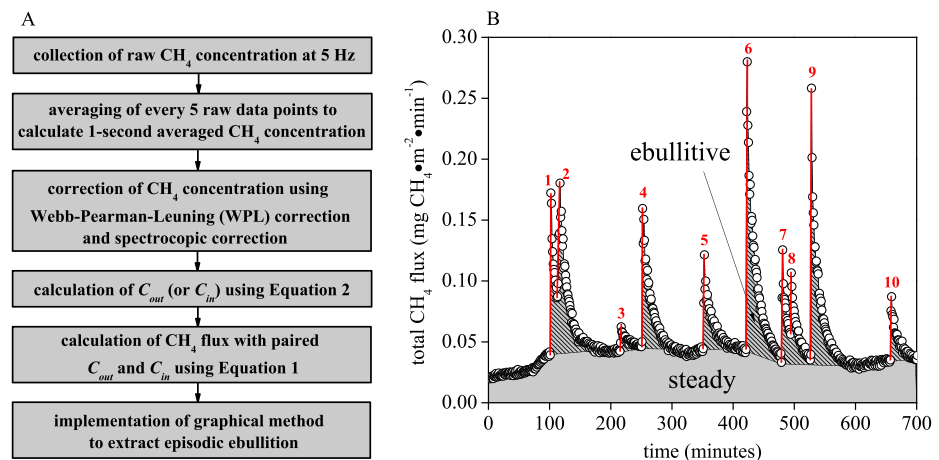 A
collection of raw CH₄ concentration at 5 Hz
averaging of every 5 raw data points to
calculate 1-second averaged CH₄ concentration
correction of CH₄ concentration using
Webb-Pearman-Leuning (WPL) correction
and spectrocopic correction
calculation of C_out (or C_in) using Equation 2
calculation of CH₄ flux with paired
C_out and C_in using Equation 1
implementation of graphical method
to extract episodic ebullition
B
total CH₄ flux (mg CH₄•m⁻²•min⁻¹)
0.30
0.25
0.20
0.15
0.10
0.05
0.00
1
2
3
4
5
6
7
8
9
10
ebullitive
steady
0
100
200
300
400
500
600
700
time (minutes)